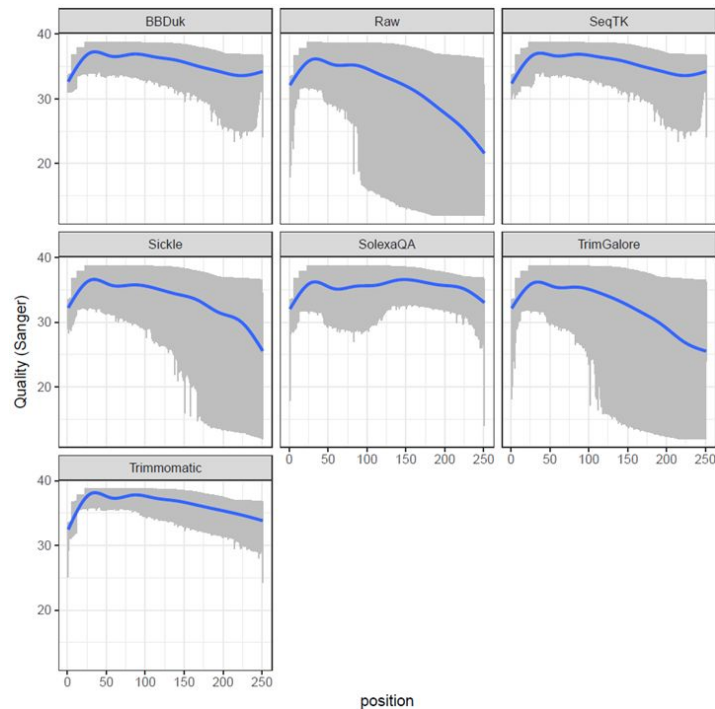 BBDuk Raw SeqTK
40
30
20
Sickle SolexaQA TrimGalore
40
30
20
0 50 100 150 200 250 0 50 100 150 200 250
Trimmomatic
40
30
20
0 50 100 150 200 250
Quality (Sanger)
position